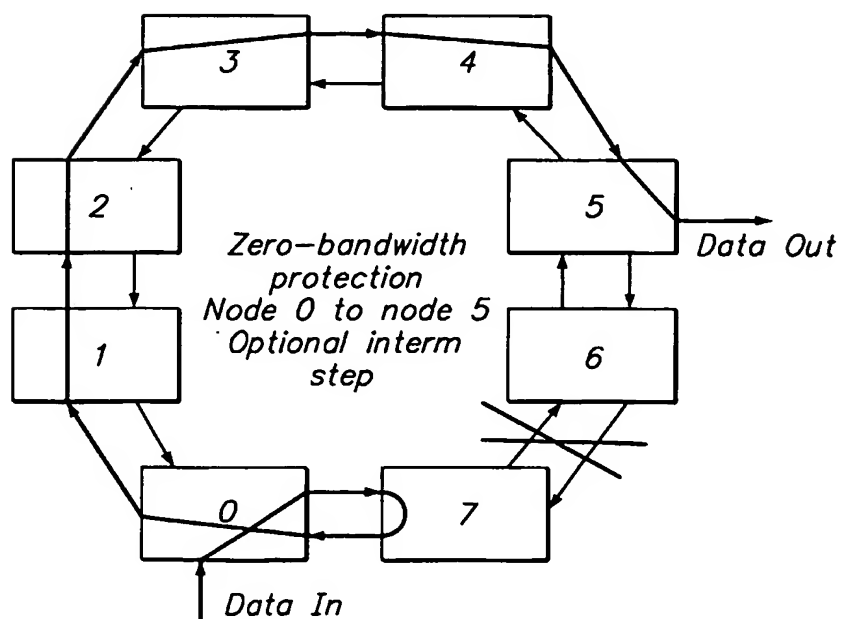 3
4
2
5
Data Out
Zero-bandwidth
protection
Node 0 to node 5
Optional interm
step
1
6
0
7
Data In